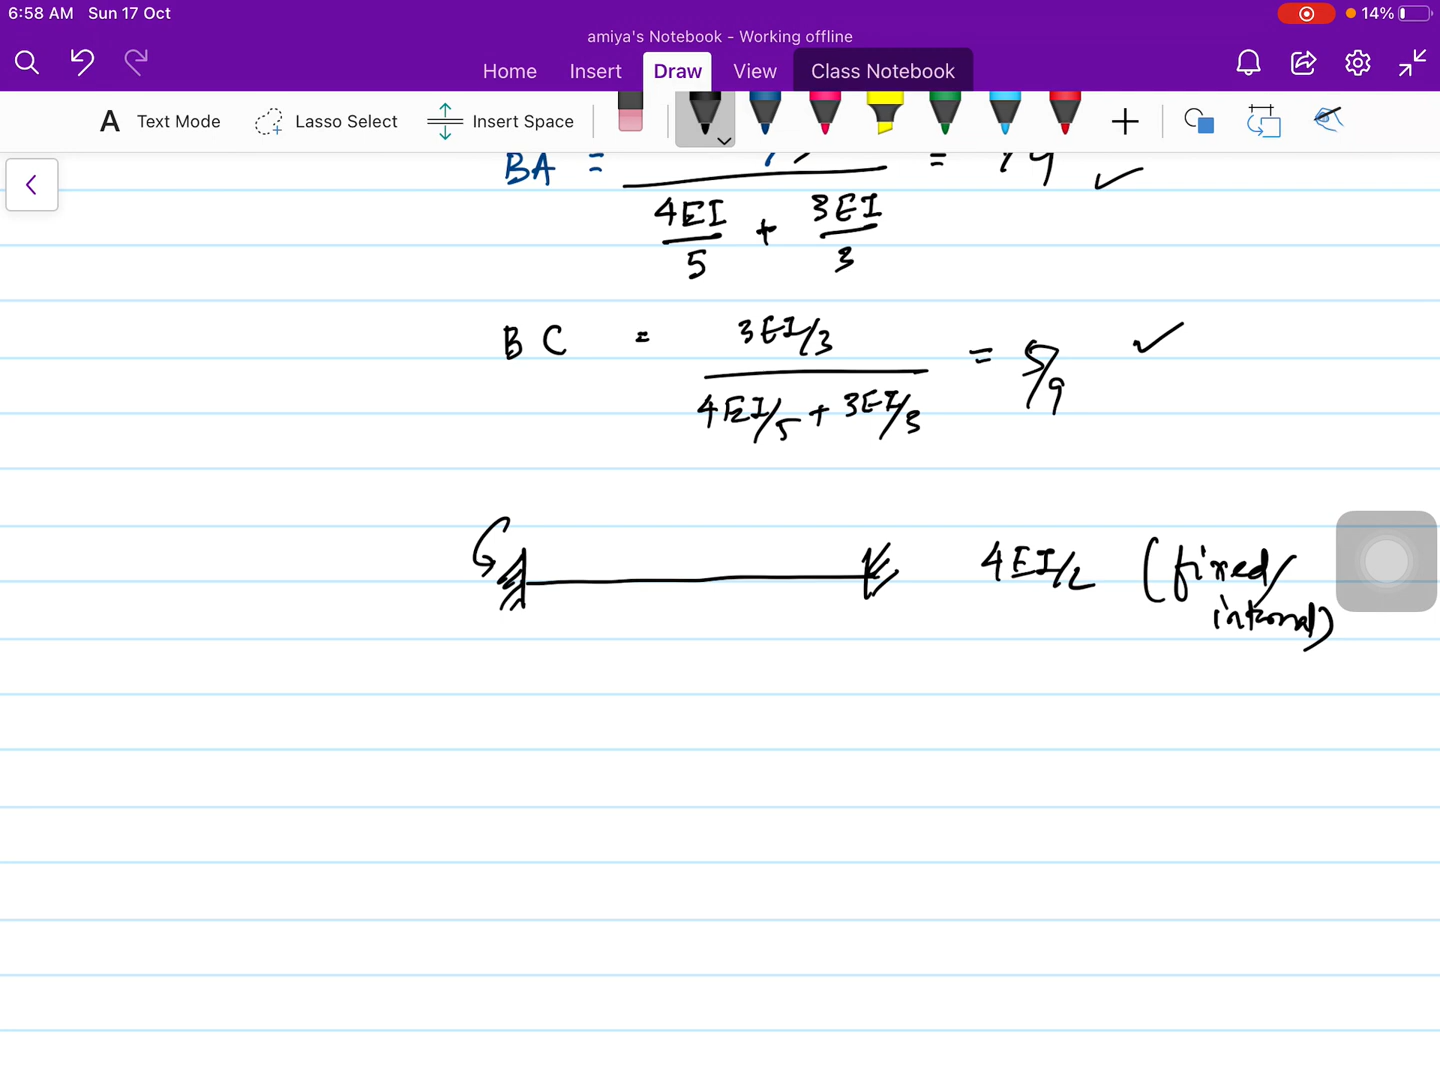 6:58 AM Sun 17 Oct
14%
amiya's Notebook - Working offline
Home Insert Draw View Class Notebook
A Text Mode Lasso Select Insert Space
BA =
=
4EI/5 + 3EI/3
BC = (3EI/3)/(4EI/5 + 3EI/3) = 5/9 ✓
4EI/L (fixed/
internal)